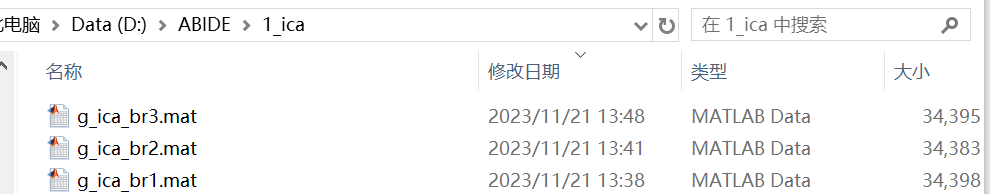 电脑 > Data (D:) > ABIDE > 1_ica
在 1_ica 中搜索
名称 修改日期 类型 大小
g_ica_br3.mat 2023/11/21 13:48 MATLAB Data 34,395
g_ica_br2.mat 2023/11/21 13:41 MATLAB Data 34,383
g_ica_br1.mat 2023/11/21 13:38 MATLAB Data 34,398